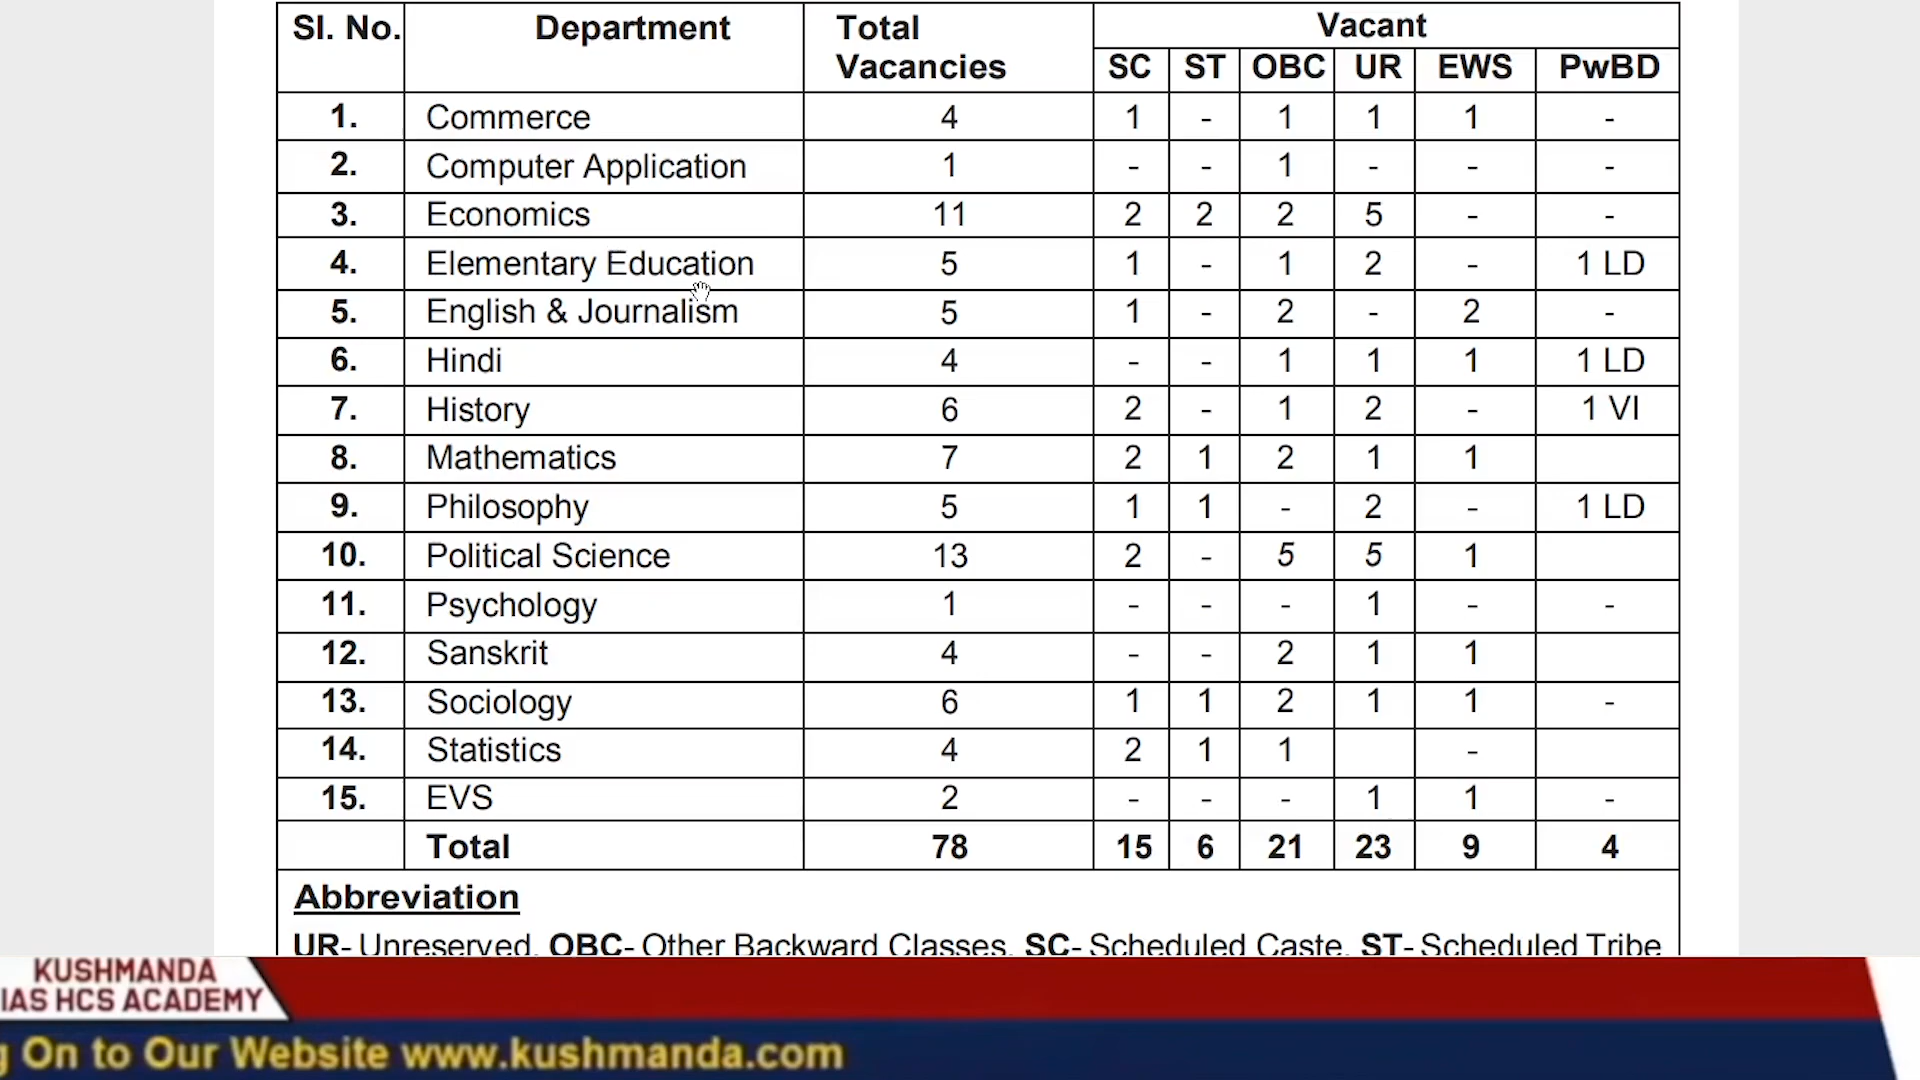 Sl. No. Department Total Vacancies Vacant
SC ST OBC UR EWS PwBD
1. Commerce 4 1 - 1 1 1 -
2. Computer Application 1 - - 1 - - -
3. Economics 11 2 2 2 5 - -
4. Elementary Education 5 1 - 1 2 - 1 LD
5. English & Journalism 5 1 - 2 - 2 -
6. Hindi 4 - - 1 1 1 1 LD
7. History 6 2 - 1 2 - 1 VI
8. Mathematics 7 2 1 2 1 1
9. Philosophy 5 1 1 - 2 - 1 LD
10. Political Science 13 2 - 5 5 1
11. Psychology 1 - - - 1 - -
12. Sanskrit 4 - - 2 1 1
13. Sociology 6 1 1 2 1 1 -
14. Statistics 4 2 1 1 -
15. EVS 2 - - - 1 1 -
Total 78 15 6 21 23 9 4
Abbreviation
UR- Unreserved, OBC- Other Backward Classes, SC- Scheduled Caste, ST- Scheduled Tribe
KUSHMANDA
IAS HCS ACADEMY
g On to Our Website www.kushmanda.com